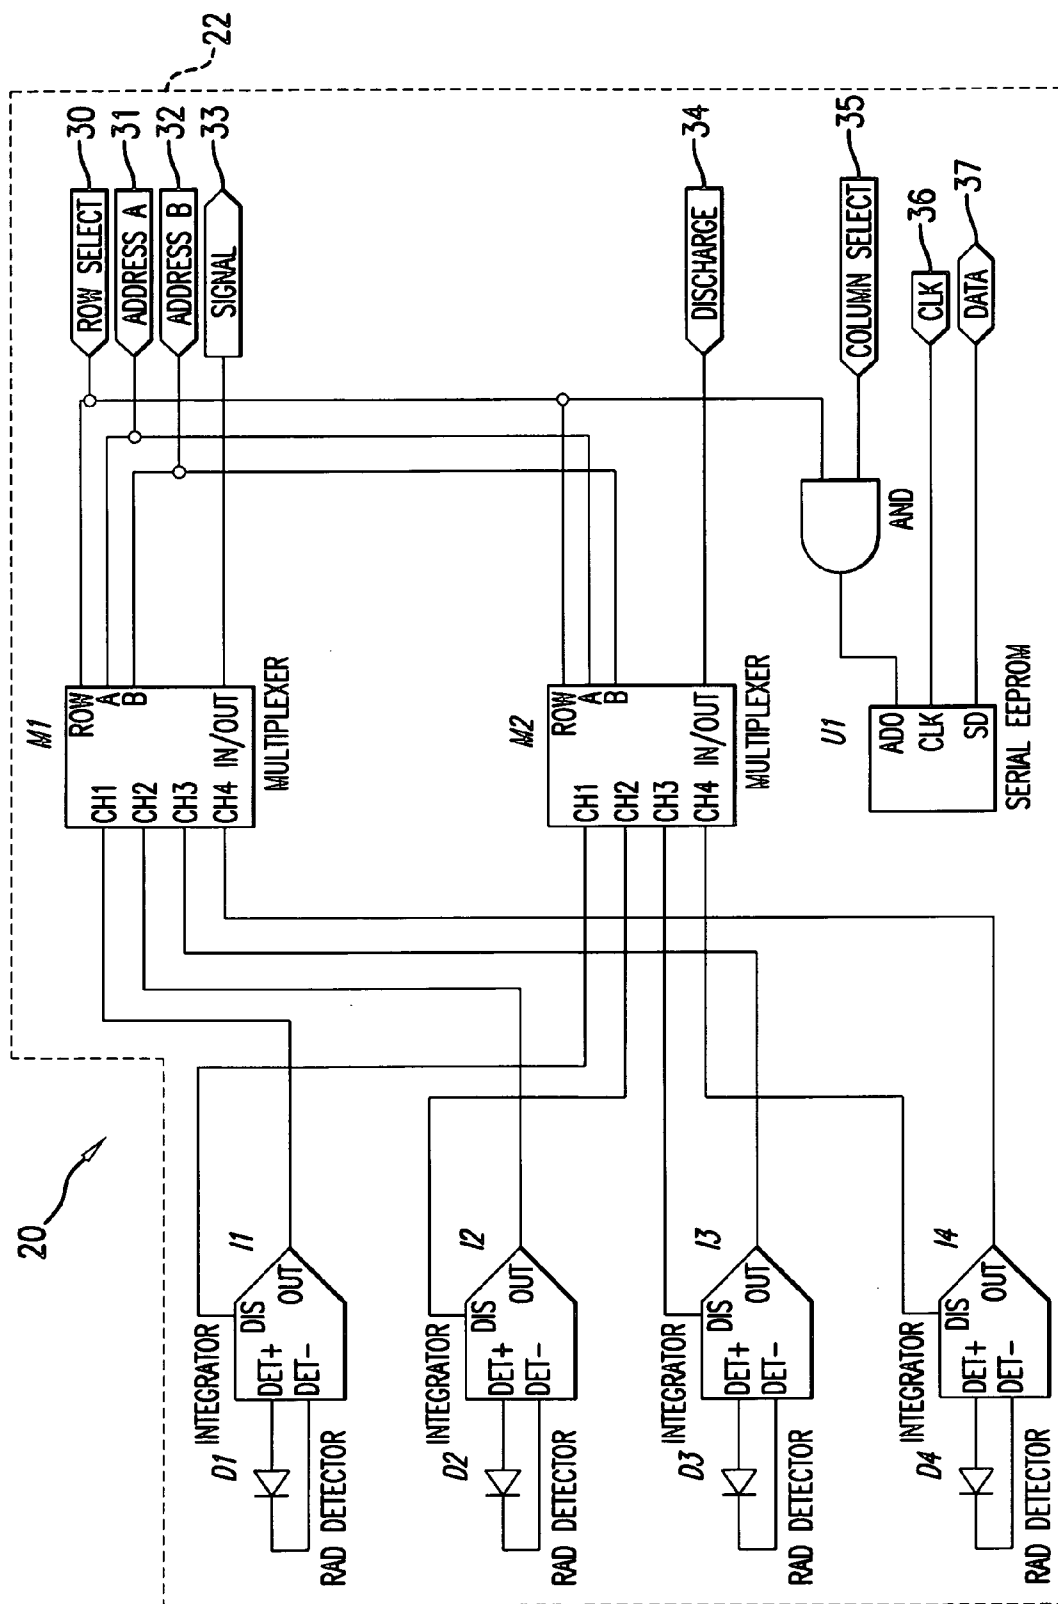 20
22
D1
RAD DETECTOR
INTEGRATOR
DET+
DET-
DIS
OUT
I1
D2
RAD DETECTOR
INTEGRATOR
DET+
DET-
DIS
OUT
I2
D3
RAD DETECTOR
INTEGRATOR
DET+
DET-
DIS
OUT
I3
D4
RAD DETECTOR
INTEGRATOR
DET+
DET-
DIS
OUT
I4
M1
CH1
CH2
CH3
CH4
ROW
A
B
IN/OUT
MULTIPLEXER
M2
CH1
CH2
CH3
CH4
ROW
A
B
IN/OUT
MULTIPLEXER
U1
ADO
CLK
SD
SERIAL EEPROM
AND
ROW SELECT
30
ADDRESS A
31
ADDRESS B
32
SIGNAL
33
DISCHARGE
34
COLUMN SELECT
35
CLK
36
DATA
37